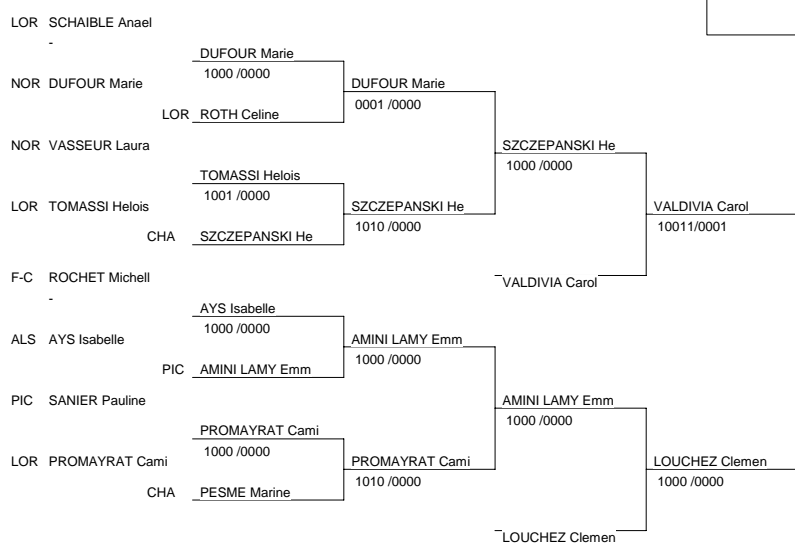 LOR SCHAIBLE Anael
-
DUFOUR Marie
1000 /0000
NOR DUFOUR Marie
DUFOUR Marie
0001 /0000
LOR ROTH Celine
NOR VASSEUR Laura
SZCZEPANSKI He
1000 /0000
TOMASSI Helois
1001 /0000
LOR TOMASSI Helois
SZCZEPANSKI He
1010 /0000
VALDIVIA Carol
10011/0001
CHA SZCZEPANSKI He
F-C ROCHET Michell
-
VALDIVIA Carol
AYS Isabelle
1000 /0000
ALS AYS Isabelle
AMINI LAMY Emm
1000 /0000
PIC AMINI LAMY Emm
PIC SANIER Pauline
AMINI LAMY Emm
1000 /0000
PROMAYRAT Cami
1000 /0000
LOR PROMAYRAT Cami
PROMAYRAT Cami
1010 /0000
LOUCHEZ Clemen
1000 /0000
CHA PESME Marine
LOUCHEZ Clemen